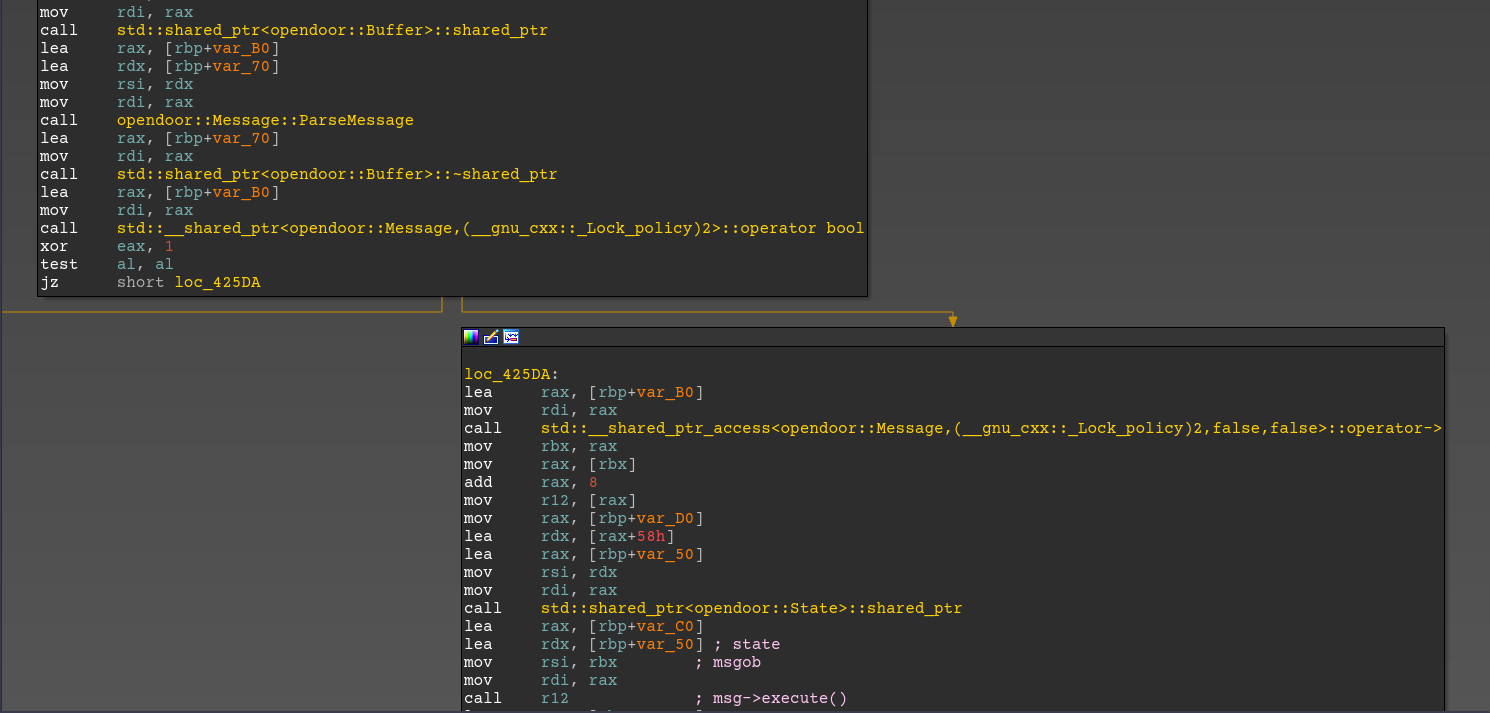 mov rdi, rax
call std::shared_ptr<opendoor::Buffer>::shared_ptr
lea rax, [rbp+var_B0]
lea rdx, [rbp+var_70]
mov rsi, rdx
mov rdi, rax
call opendoor::Message::ParseMessage
lea rax, [rbp+var_70]
mov rdi, rax
call std::shared_ptr<opendoor::Buffer>::~shared_ptr
lea rax, [rbp+var_B0]
mov rdi, rax
call std::__shared_ptr<opendoor::Message,(__gnu_cxx::_Lock_policy)2>::operator bool
xor eax, 1
test al, al
jz short loc_425DA
loc_425DA:
lea rax, [rbp+var_B0]
mov rdi, rax
call std::__shared_ptr_access<opendoor::Message,(__gnu_cxx::_Lock_policy)2,false,false>::operator->
mov rbx, rax
mov rax, [rbx]
add rax, 8
mov r12, [rax]
mov rax, [rbp+var_D0]
lea rdx, [rax+58h]
lea rax, [rbp+var_50]
mov rsi, rdx
mov rdi, rax
call std::shared_ptr<opendoor::State>::shared_ptr
lea rax, [rbp+var_C0]
lea rdx, [rbp+var_50] ; state
mov rsi, rbx ; msgob
mov rdi, rax
call r12 ; msg->execute()